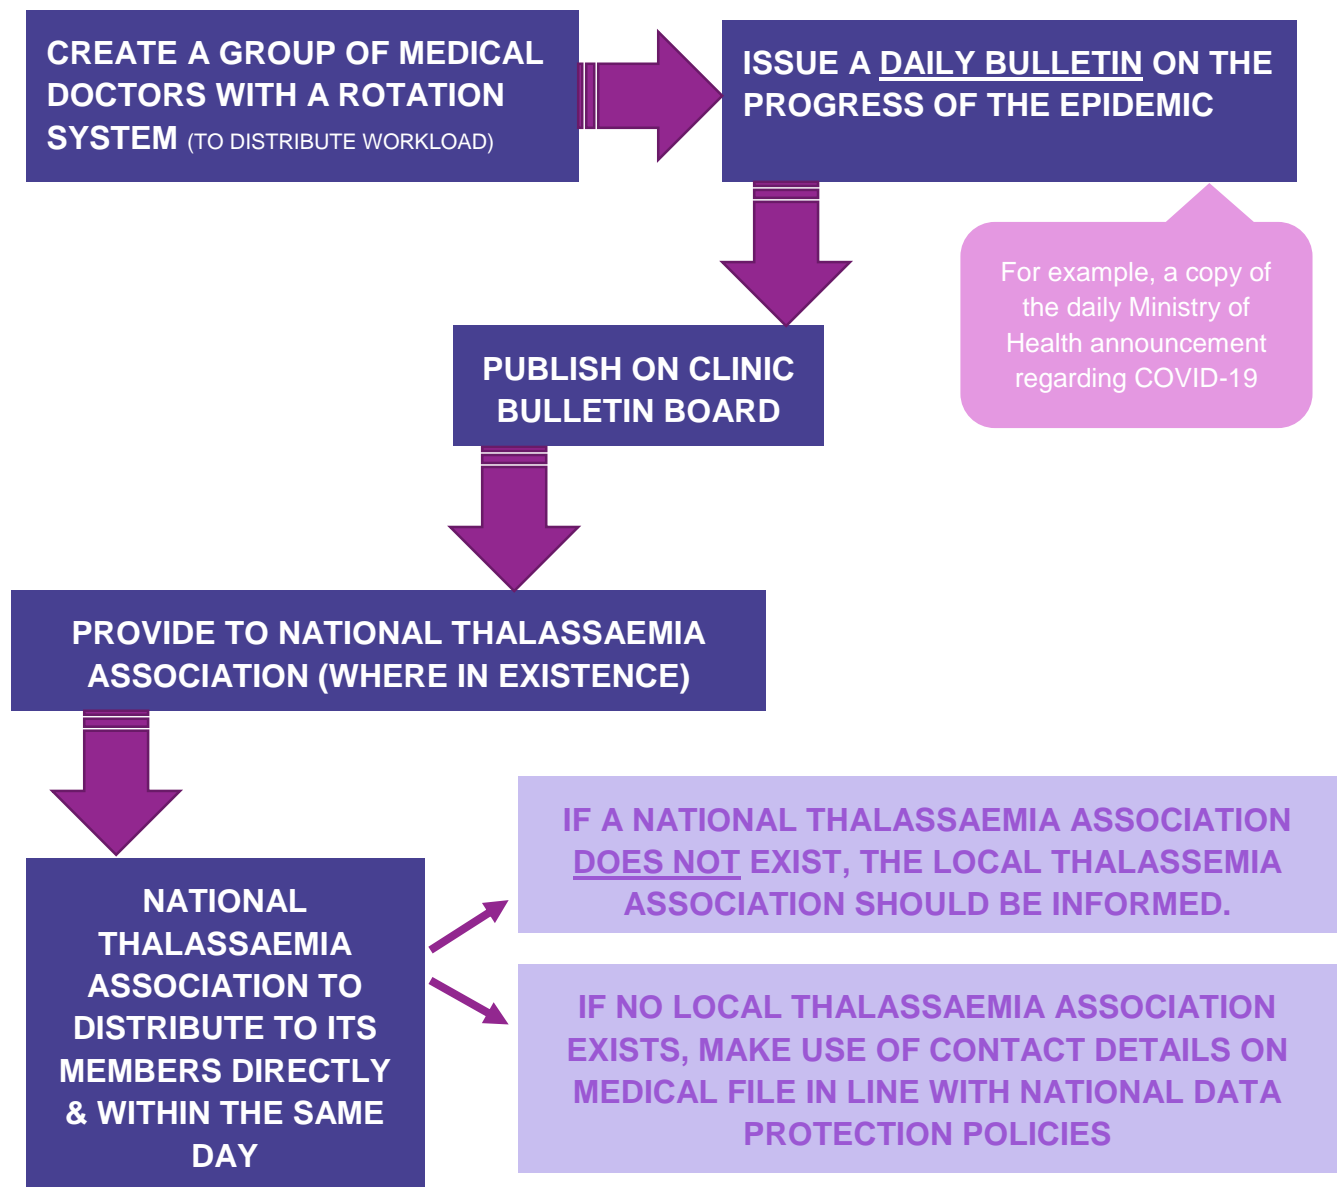 CREATE A GROUP OF MEDICAL
DOCTORS WITH A ROTATION
SYSTEM (TO DISTRIBUTE WORKLOAD)
ISSUE A DAILY BULLETIN ON THE
PROGRESS OF THE EPIDEMIC
For example, a copy of
the daily Ministry of
Health announcement
regarding COVID-19
PUBLISH ON CLINIC
BULLETIN BOARD
PROVIDE TO NATIONAL THALASSAEMIA
ASSOCIATION (WHERE IN EXISTENCE)
NATIONAL
THALASSAEMIA
ASSOCIATION TO
DISTRIBUTE TO ITS
MEMBERS DIRECTLY
& WITHIN THE SAME
DAY
IF A NATIONAL THALASSAEMIA ASSOCIATION
DOES NOT EXIST, THE LOCAL THALASSEMIA
ASSOCIATION SHOULD BE INFORMED.
IF NO LOCAL THALASSAEMIA ASSOCIATION
EXISTS, MAKE USE OF CONTACT DETAILS ON
MEDICAL FILE IN LINE WITH NATIONAL DATA
PROTECTION POLICIES